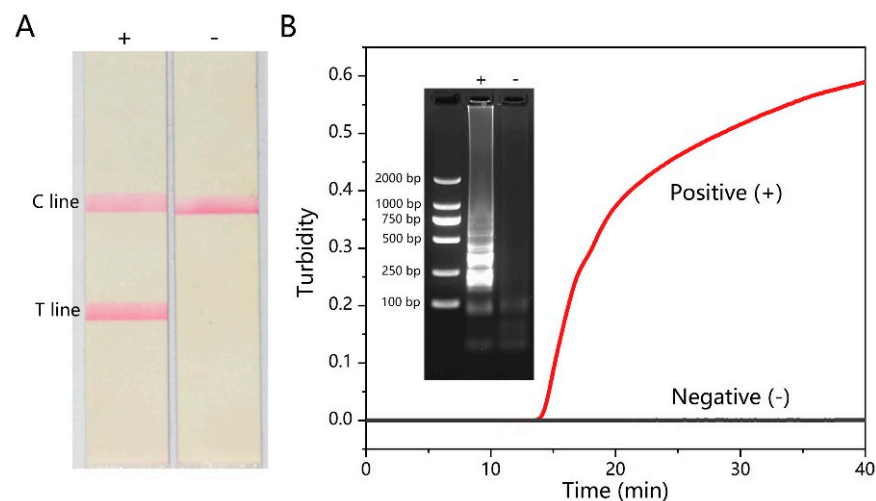 A
+ -
C line
T line
B
+ -
2000 bp
1000 bp
750 bp
500 bp
250 bp
100 bp
Turbidity
0.6
0.5
0.4
0.3
0.2
0.1
0.0
Positive (+)
Negative (-)
0 10 20 30 40
Time (min)